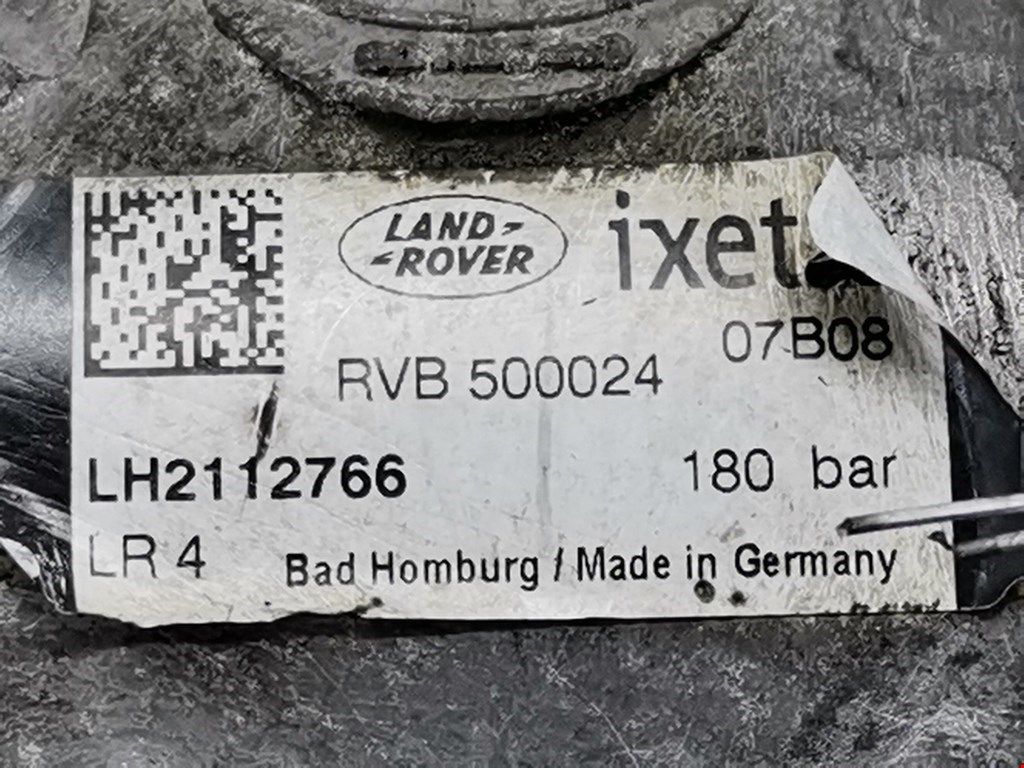 LAND-
-ROVER
ixet
07B08
RVB 500024
LH2112766
180 bar
LR 4
Bad Homburg / Made in Germany